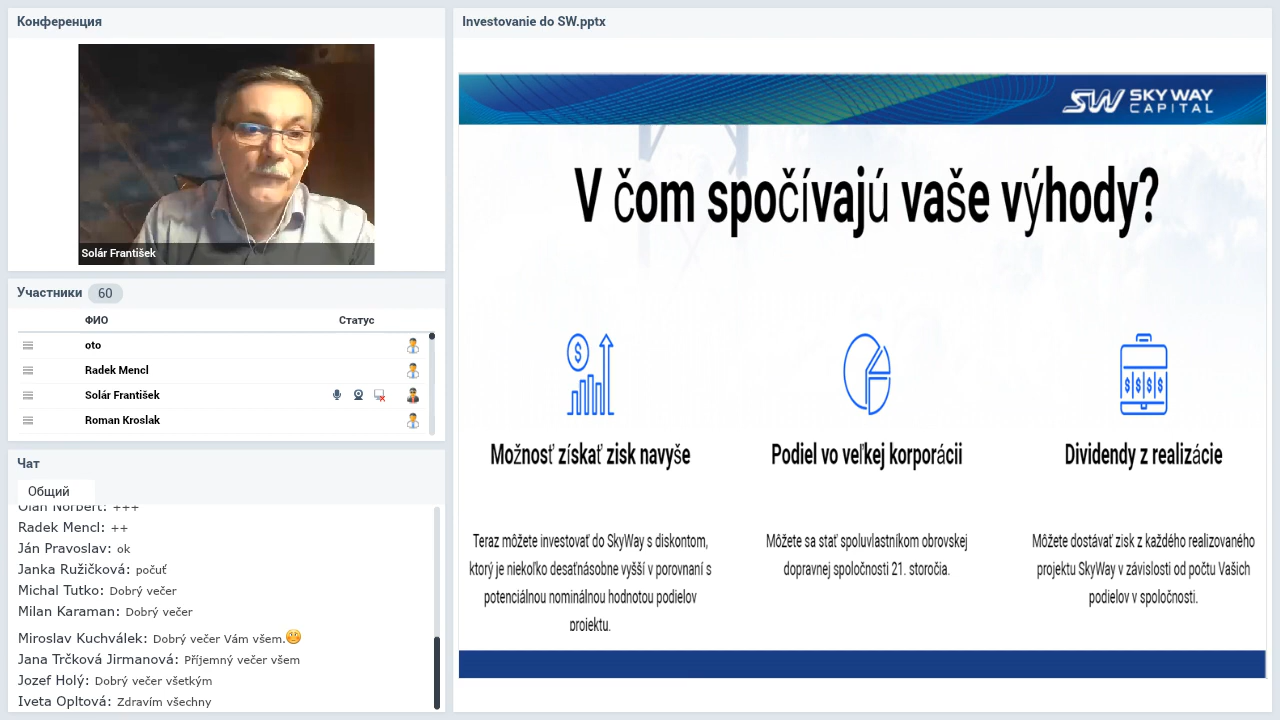 Конференция
Solár František
Участники 60
ФИО Статус
oto
Radek Mencl
Solár František
Roman Kroslak
Чат
Общий
Olah Norbert: +++
Radek Mencl: ++
Ján Pravoslav: ok
Janka Ružičková: počuť
Michal Tutko: Dobrý večer
Milan Karaman: Dobrý večer
Miroslav Kuchválek: Dobrý večer Vám všem.
Jana Trčková Jirmanová: Příjemný večer všem
Jozef Holý: Dobrý večer všetkým
Iveta Opltová: Zdravím všechny
Investovanie do SW.pptx
SW SKY WAY
CAPITAL
V čom spočívajú vaše výhody?
Možnosť získať zisk navyše
Teraz môžete investovať do SkyWay s diskontom,
ktorý je niekoľko desaťnásobne vyšší v porovnaní s
potenciálnou nominálnou hodnotou podielov
projektu.
Podiel vo veľkej korporácii
Môžete sa stať spoluvlastníkom obrovskej
dopravnej spoločnosti 21. storočia.
Dividendy z realizácie
Môžete dostávať zisk z každého realizovaného
projektu SkyWay v závislosti od počtu Vašich
podielov v spoločnosti.